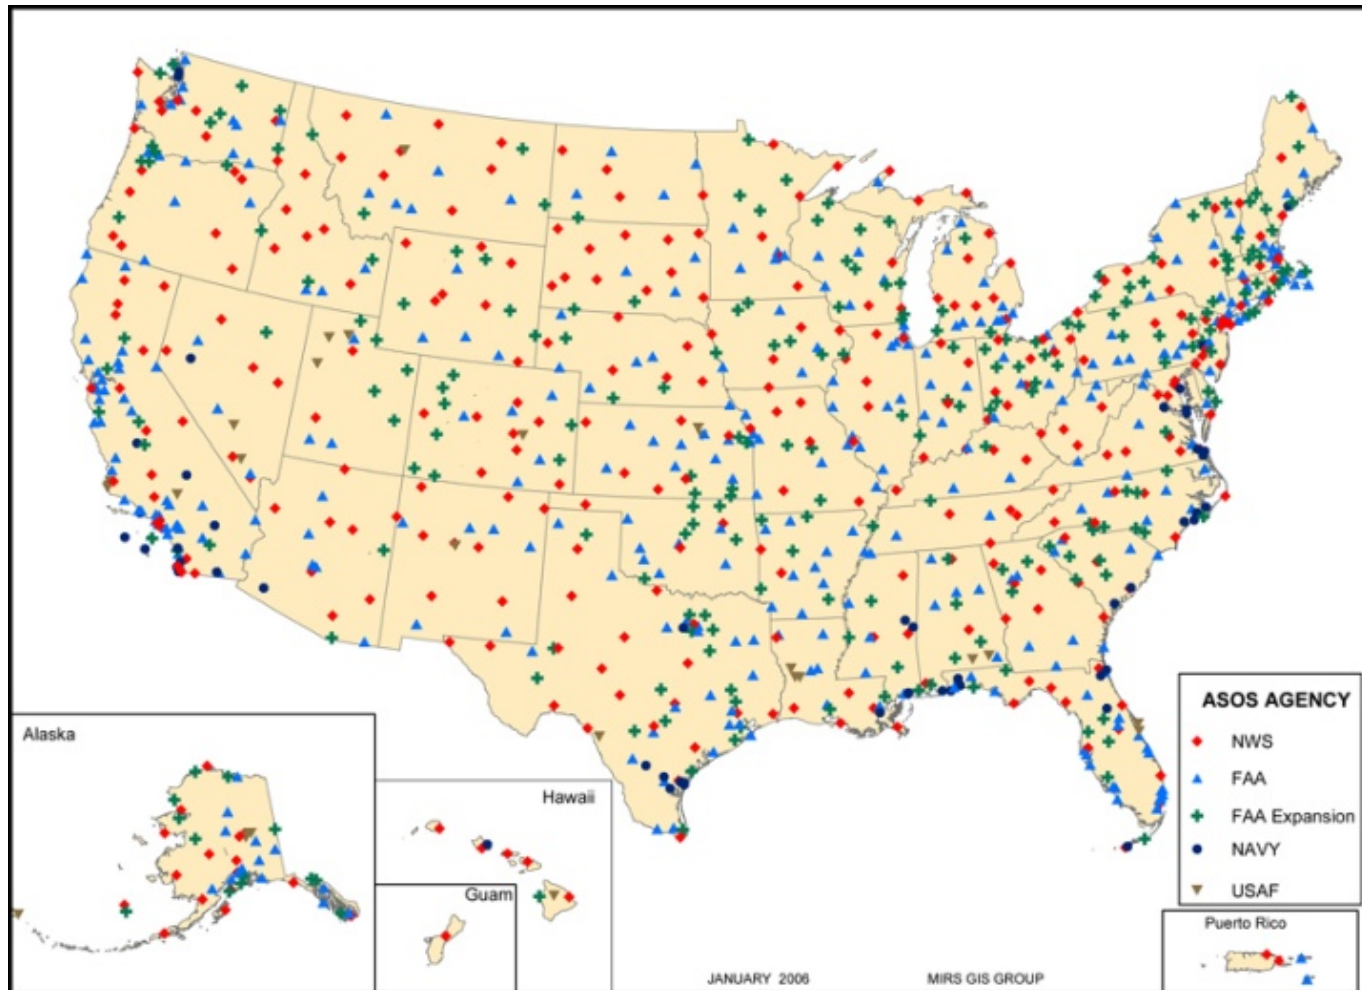 ASOS AGENCY
NWS
FAA
FAA Expansion
NAVY
USAF
Alaska
Hawaii
Guam
Puerto Rico
JANUARY 2006
MIRS GIS GROUP